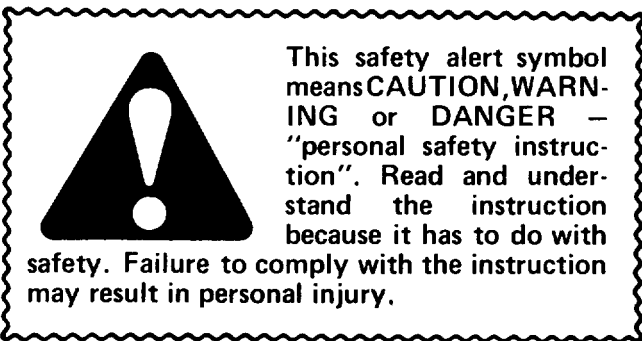 This safety alert symbol
means CAUTION, WARN-
ING or DANGER —
"personal safety instruc-
tion". Read and under-
stand the instruction
because it has to do with
safety. Failure to comply with the instruction
may result in personal injury.